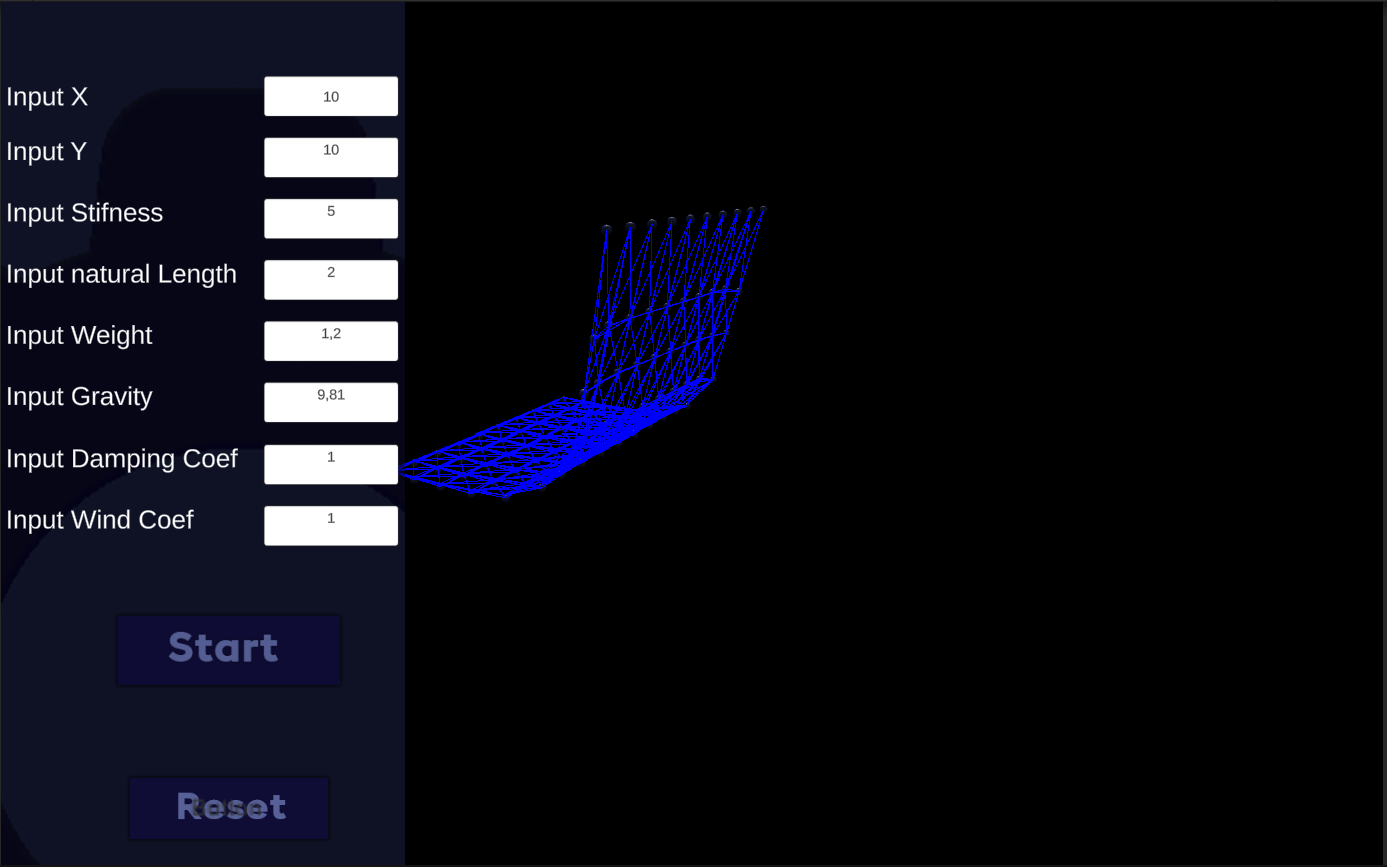 Input X
10
Input Y
10
Input Stifness
5
Input natural Length
2
Input Weight
1,2
Input Gravity
9,81
Input Damping Coef
1
Input Wind Coef
1
Start
Reset